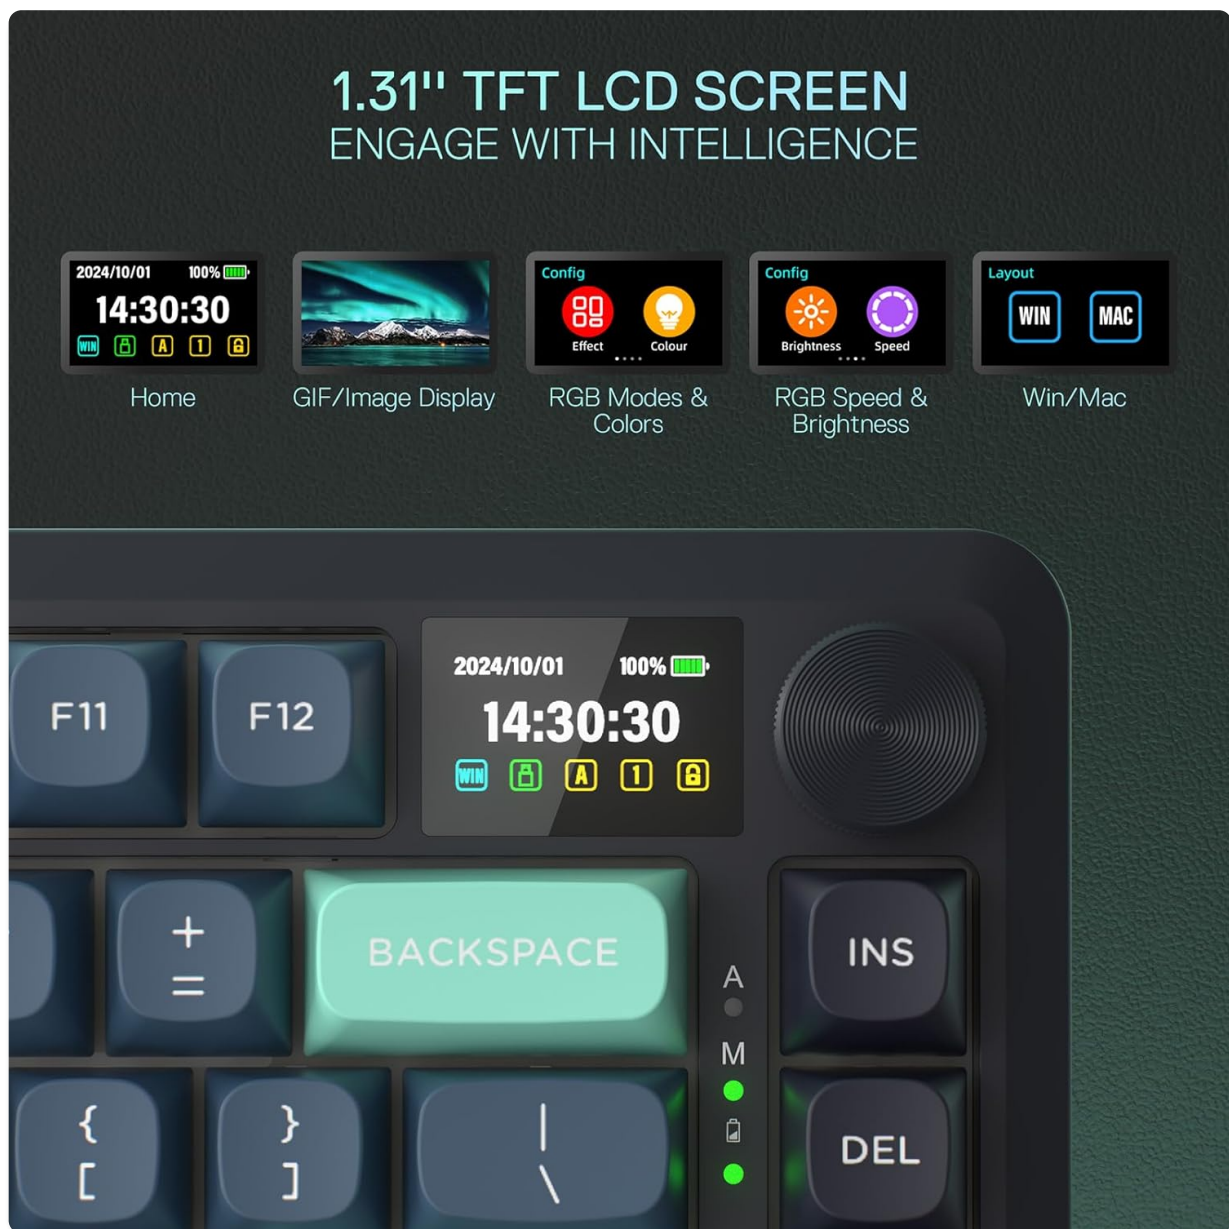 1.31" TFT LCD SCREEN
ENGAGE WITH INTELLIGENCE
2024/10/01 100%
14:30:30
WIN A 1
Home
GIF/Image Display
Config
Effect Colour
RGB Modes &
Colors
Config
Brightness Speed
RGB Speed &
Brightness
Layout
WIN MAC
Win/Mac
F11 F12
2024/10/01 100%
14:30:30
WIN A 1
+
=
BACKSPACE
A
M
INS
{
[
}
]
|
\
DEL